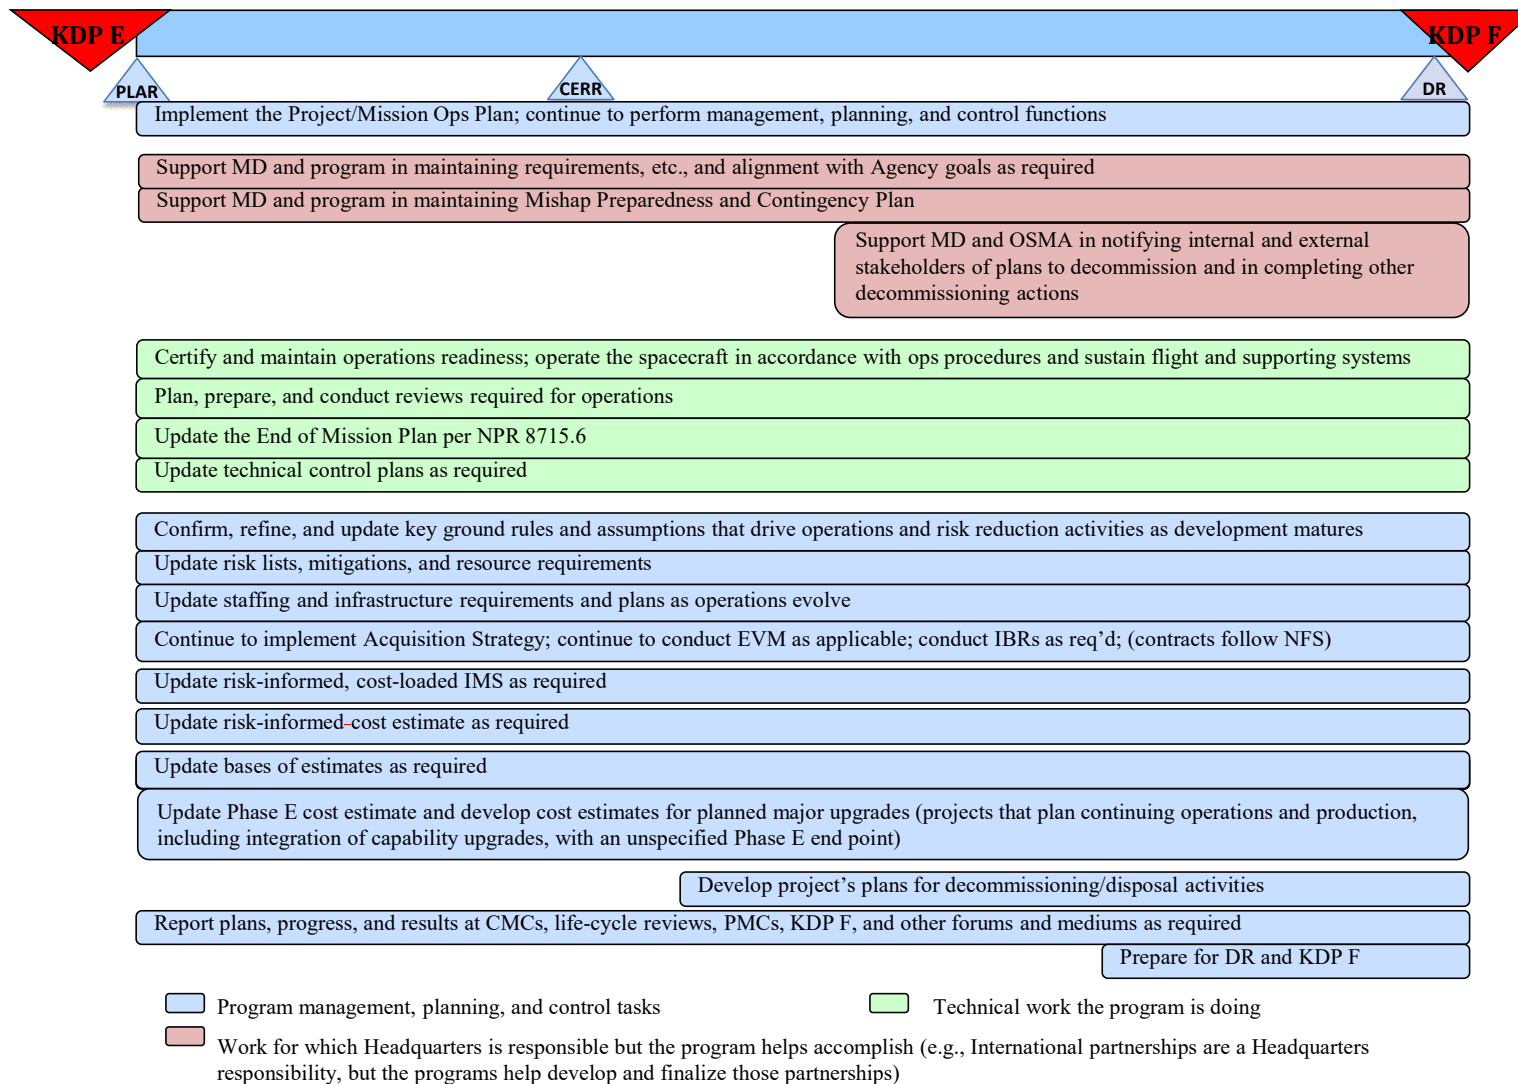 KDP E
KDP F
PLAR
CERR
DR
Implement the Project/Mission Ops Plan; continue to perform management, planning, and control functions
Support MD and program in maintaining requirements, etc., and alignment with Agency goals as required
Support MD and program in maintaining Mishap Preparedness and Contingency Plan
Support MD and OSMA in notifying internal and external
stakeholders of plans to decommission and in completing other
decommissioning actions
Certify and maintain operations readiness; operate the spacecraft in accordance with ops procedures and sustain flight and supporting systems
Plan, prepare, and conduct reviews required for operations
Update the End of Mission Plan per NPR 8715.6
Update technical control plans as required
Confirm, refine, and update key ground rules and assumptions that drive operations and risk reduction activities as development matures
Update risk lists, mitigations, and resource requirements
Update staffing and infrastructure requirements and plans as operations evolve
Continue to implement Acquisition Strategy; continue to conduct EVM as applicable; conduct IBRs as req’d; (contracts follow NFS)
Update risk-informed, cost-loaded IMS as required
Update risk-informed-cost estimate as required
Update bases of estimates as required
Update Phase E cost estimate and develop cost estimates for planned major upgrades (projects that plan continuing operations and production,
including integration of capability upgrades, with an unspecified Phase E end point)
Develop project’s plans for decommissioning/disposal activities
Report plans, progress, and results at CMCs, life-cycle reviews, PMCs, KDP F, and other forums and mediums as required
Prepare for DR and KDP F
Program management, planning, and control tasks
Technical work the program is doing
Work for which Headquarters is responsible but the program helps accomplish (e.g., International partnerships are a Headquarters
responsibility, but the programs help develop and finalize those partnerships)